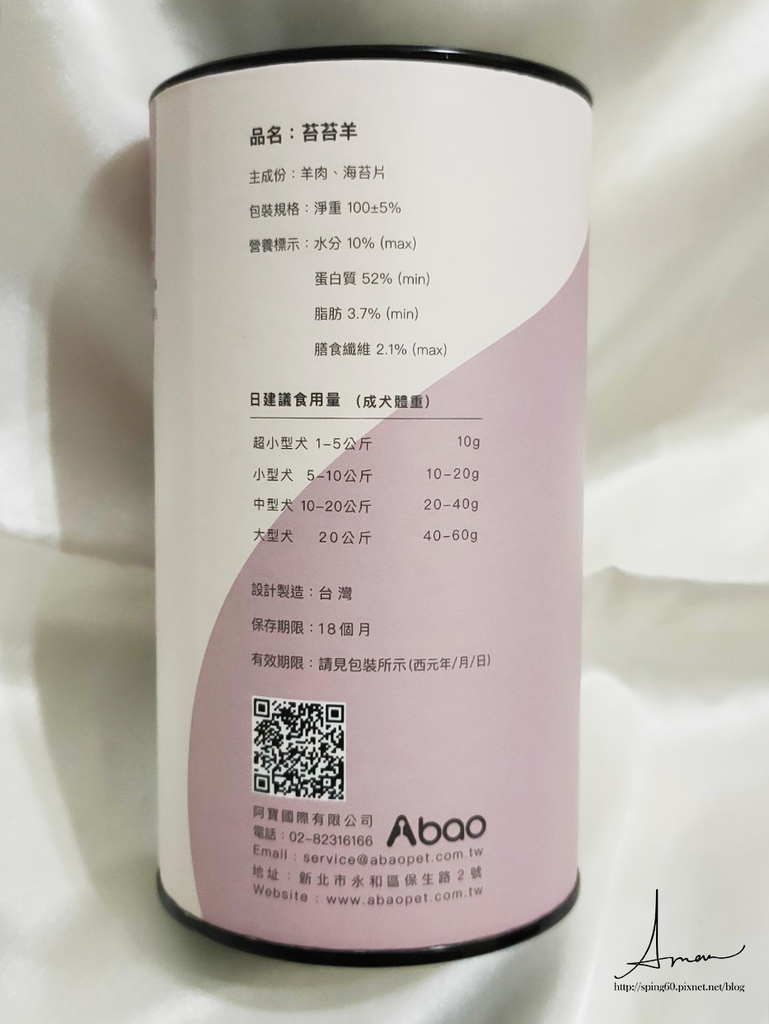 品名：苔苔羊
主成份：羊肉、海苔片
包裝規格：淨重 100±5%
營養標示：水分 10% (max)
蛋白質 52% (min)
脂肪 3.7% (min)
膳食纖維 2.1% (max)
日建議食用量 （成犬體重）
超小型犬 1-5公斤 10g
小型犬 5-10公斤 10-20g
中型犬 10-20公斤 20-40g
大型犬 20公斤 40-60g
設計製造：台灣
保存期限：18個月
有效期限：請見包裝所示(西元年/月/日)
阿寶國際有限公司
電話：02-82316166
Abao
Email : service@abaopet.com.tw
地址：新北市永和區保生路2號
Website : www.abaopet.com.tw
http://sping60.pixnet.net/blog